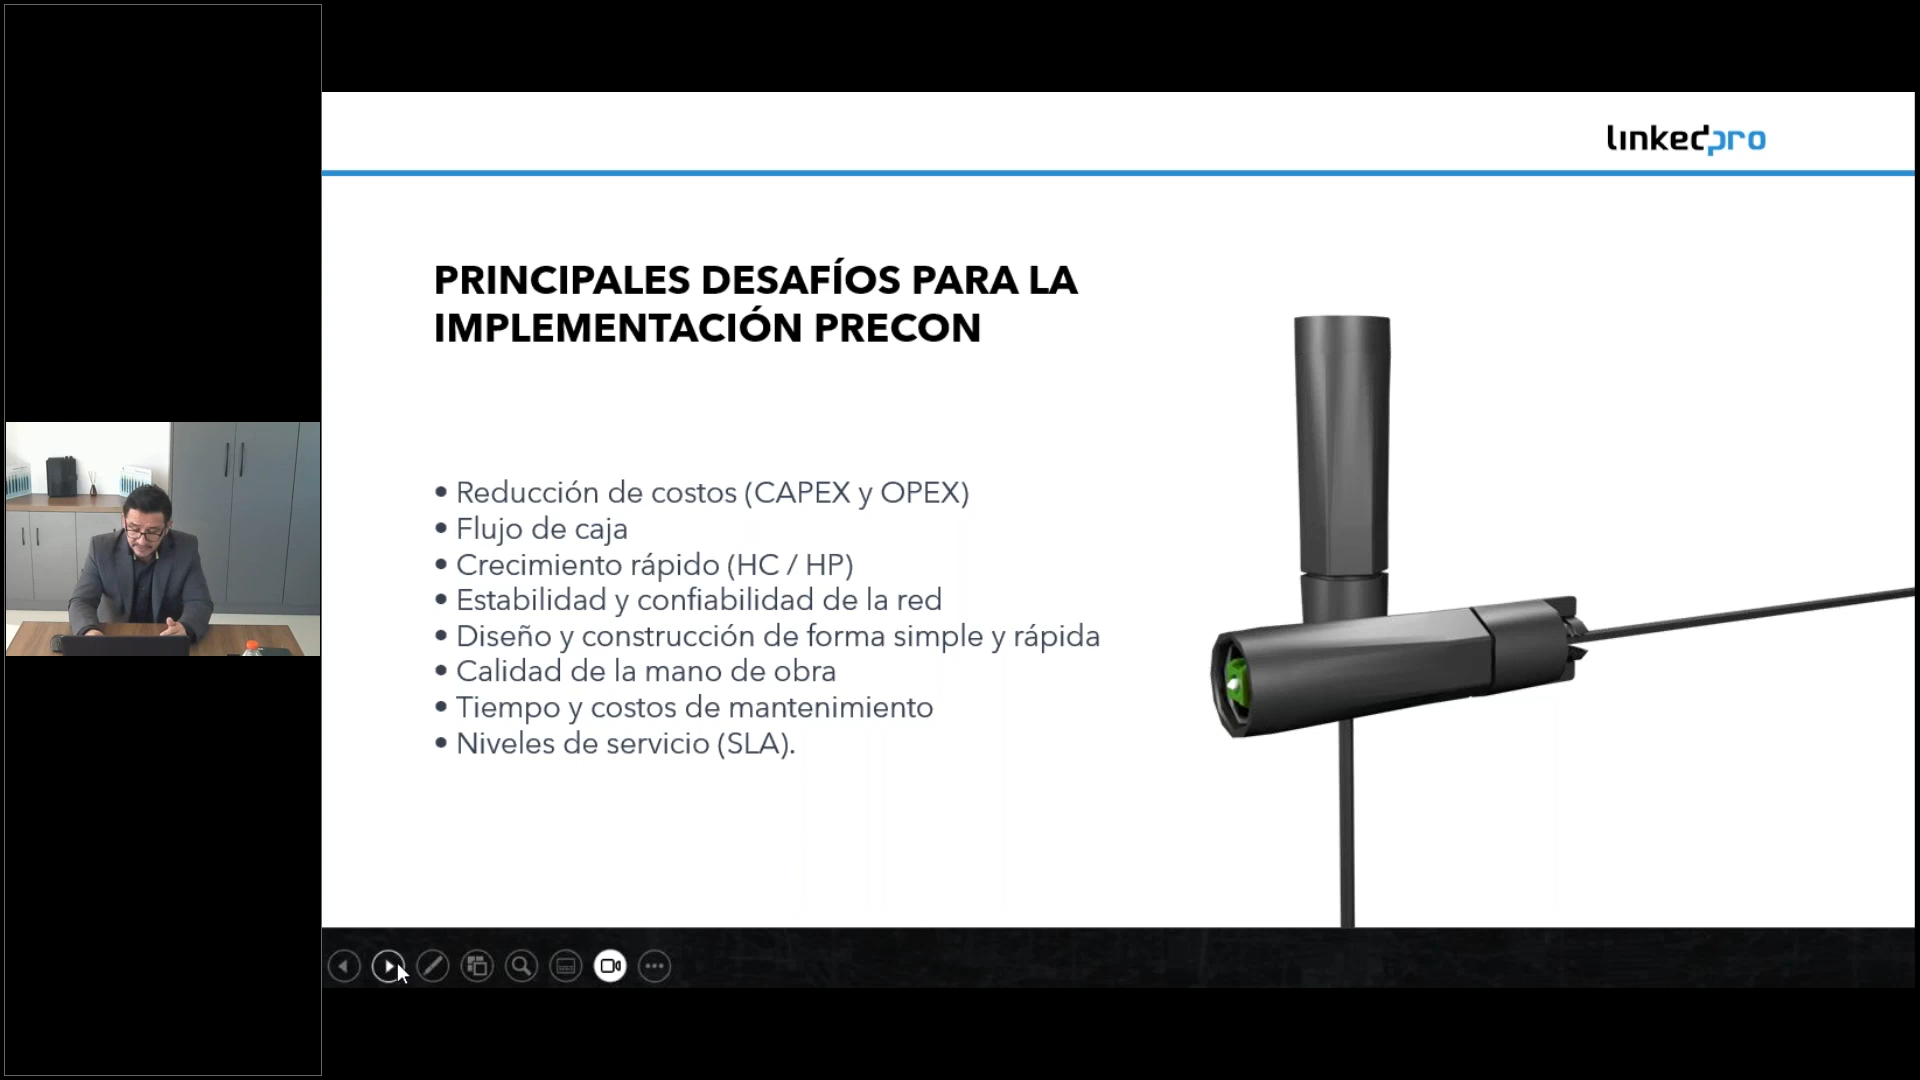 linkedpro
PRINCIPALES DESAFÍOS PARA LA
IMPLEMENTACIÓN PRECON
• Reducción de costos (CAPEX y OPEX)
• Flujo de caja
• Crecimiento rápido (HC / HP)
• Estabilidad y confiabilidad de la red
• Diseño y construcción de forma simple y rápida
• Calidad de la mano de obra
• Tiempo y costos de mantenimiento
• Niveles de servicio (SLA).